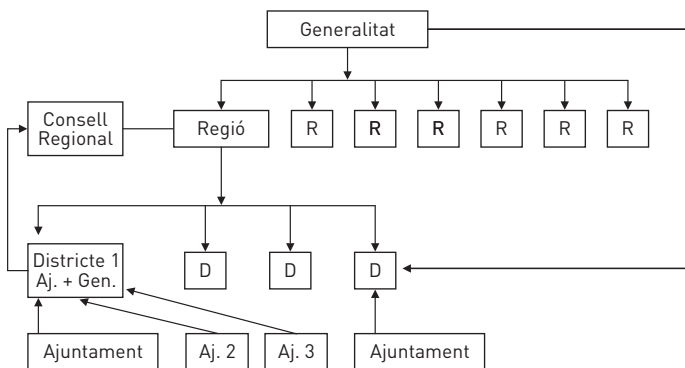 Generalitat
Consell
Regional
Regió
R
R
R
R
R
R
Districte 1
Aj. + Gen.
D
D
D
Ajuntament
Aj. 2
Aj. 3
Ajuntament